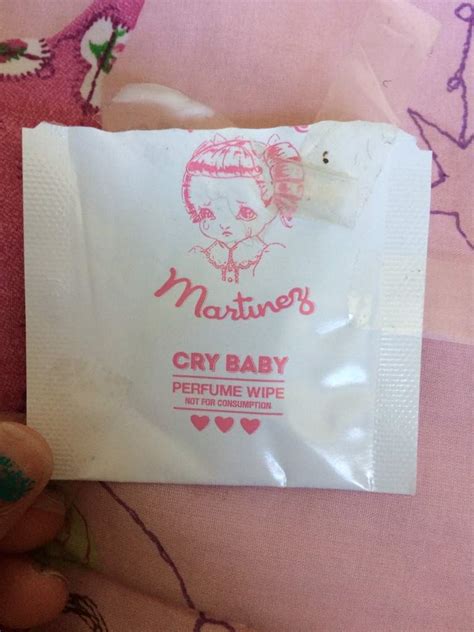 Martinez
CRY BABY
PERFUME WIPE
NOT FOR CONSUMPTION